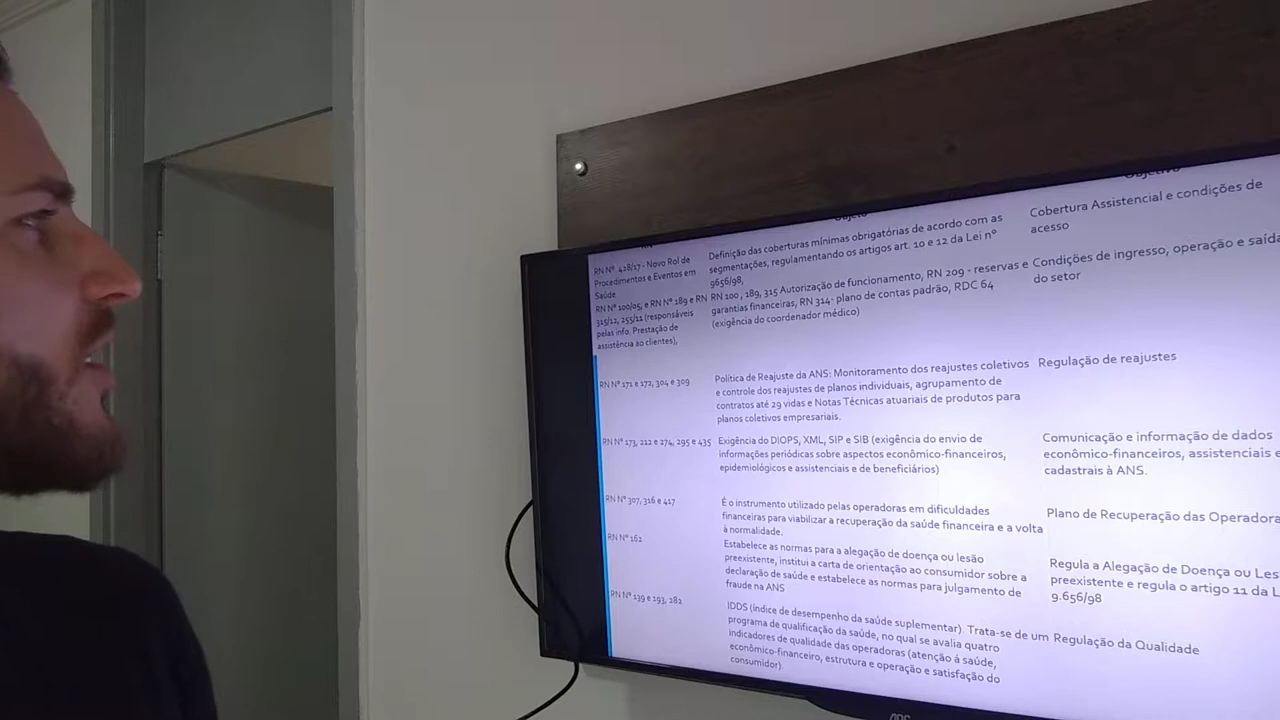 RN
Objeto
Objetivo
RN Nº 428/17 - Novo Rol de
Procedimentos e Eventos em
Saúde
Definição das coberturas mínimas obrigatórias de acordo com as
segmentações, regulamentando os artigos art. 10 e 12 da Lei nº
9656/98,
Cobertura Assistencial e condições de
acesso
RN Nº 100/05, e RN Nº 189 e RN
315/12, 255/11 (responsáveis
pelas info. Prestação de
assistência ao clientes),
RN 100 , 189, 315 Autorização de funcionamento, RN 209 - reservas e
garantias financeiras, RN 314- plano de contas padrão, RDC 64
(exigência do coordenador médico)
Condições de ingresso, operação e saída
do setor
RN Nº 171 e 172, 304 e 309
Política de Reajuste da ANS: Monitoramento dos reajustes coletivos
e controle dos reajustes de planos individuais, agrupamento de
contratos até 29 vidas e Notas Técnicas atuariais de produtos para
planos coletivos empresariais.
Regulação de reajustes
RN Nº 173, 212 e 274, 295 e 435
Exigência do DIOPS, XML, SIP e SIB (exigência do envio de
informações periódicas sobre aspectos econômico-financeiros,
epidemiológicos e assistenciais e de beneficiários)
Comunicação e informação de dados
econômico-financeiros, assistenciais e
cadastrais à ANS.
RN Nº 307, 316 e 417
É o instrumento utilizado pelas operadoras em dificuldades
financeiras para viabilizar a recuperação da saúde financeira e a volta
à normalidade.
Plano de Recuperação das Operadora
RN Nº 162
Estabelece as normas para a alegação de doença ou lesão
preexistente, institui a carta de orientação ao consumidor sobre a
declaração de saúde e estabelece as normas para julgamento de
fraude na ANS
Regula a Alegação de Doença ou Les
preexistente e regula o artigo 11 da L
9.656/98
RN Nº 139 e 193, 282
IDDS (índice de desempenho da saúde suplementar). Trata-se de um
programa de qualificação da saúde, no qual se avalia quatro
indicadores de qualidade das operadoras (atenção à saúde,
econômico-financeiro, estrutura e operação e satisfação do
consumidor)
Regulação da Qualidade
AOC